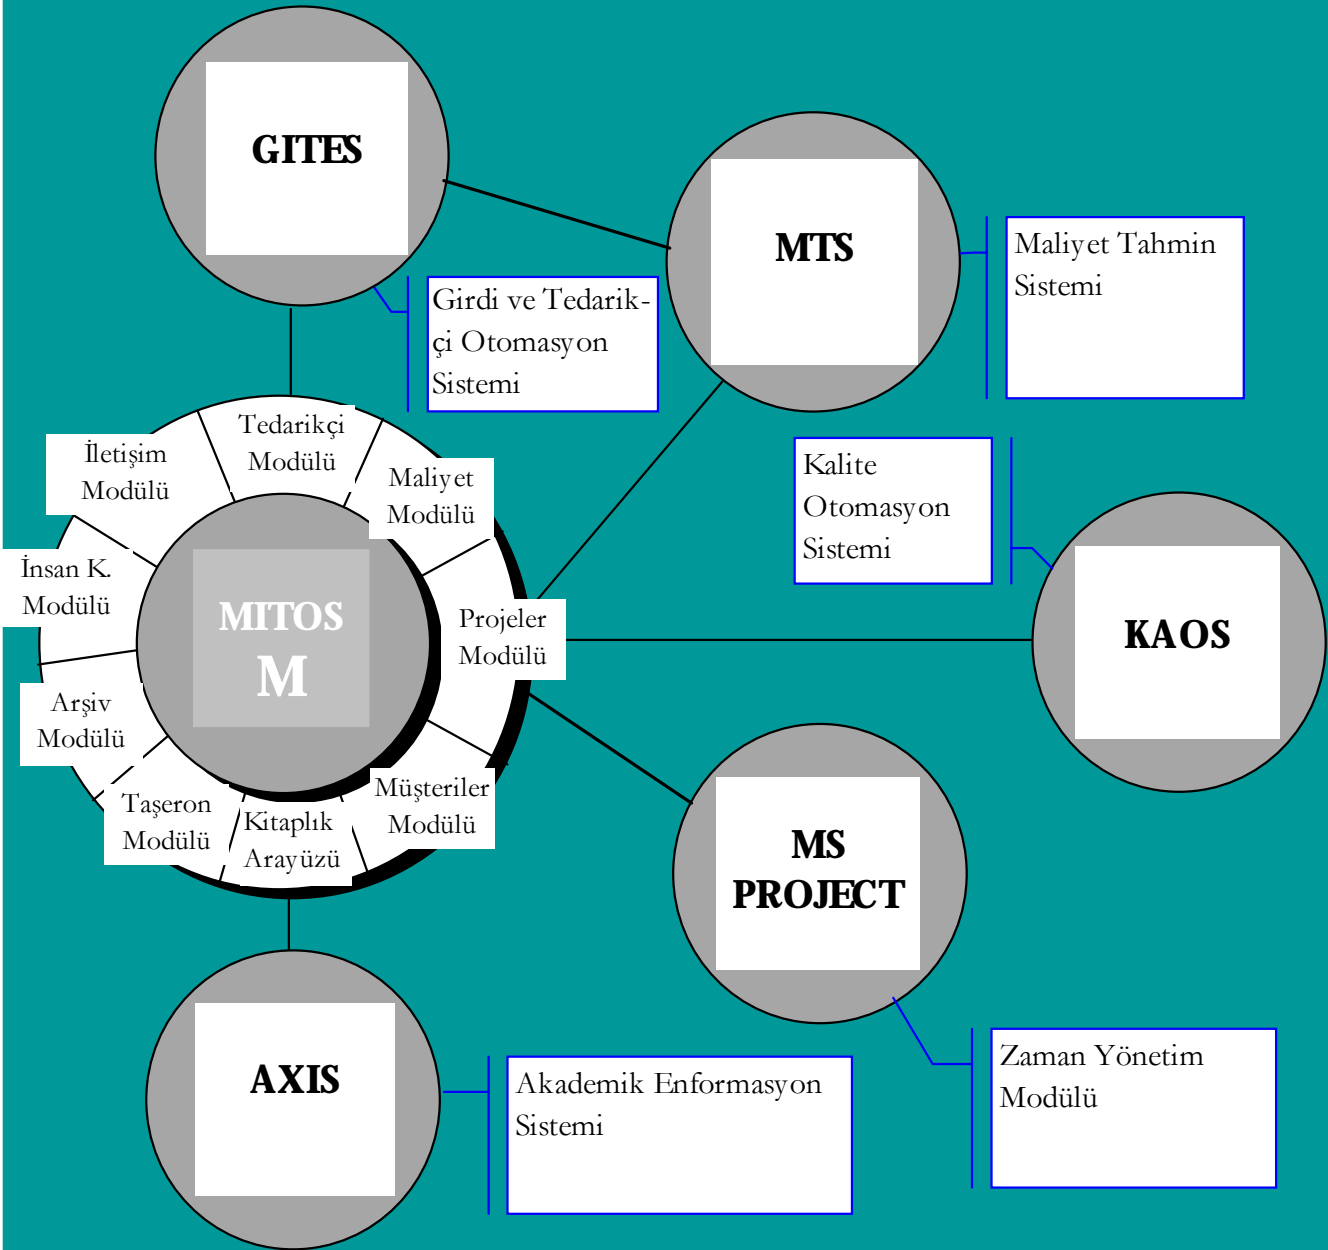 GITES
MTS
Maliyet Tahmin
Sistemi
Girdi ve Tedarik-
çi Otomasyon
Sistemi
Tedarikçi
Modülü
İletişim
Modülü
Maliyet
Modülü
Kalite
Otomasyon
Sistemi
İnsan K.
Modülü
MITOS
M
Projeler
Modülü
KAOS
Arşiv
Modülü
Taşeron
Modülü
Kitaplık
Arayüzü
Müşteriler
Modülü
MS
PROJECT
AXIS
Akademik Enformasyon
Sistemi
Zaman Yönetim
Modülü